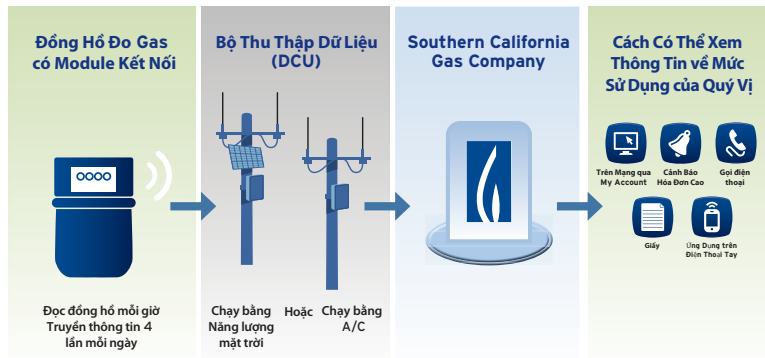 Đồng Hồ Đo Gas
có Module Kết Nối
0000
Đọc đồng hồ mỗi giờ
Truyền thông tin 4
lần mỗi ngày
Bộ Thu Thập Dữ Liệu
(DCU)
Chạy bằng
Năng lượng
mặt trời
Hoặc
Chạy bằng
A/C
Southern California
Gas Company
Cách Có Thể Xem
Thông Tin về Mức
Sử Dụng của Quý Vị
Trên Mạng qua
My Account
Cảnh Báo
Hóa Đơn Cao
Gọi điện
thoại
Giấy
Ứng Dụng trên
Điện Thoại Tay